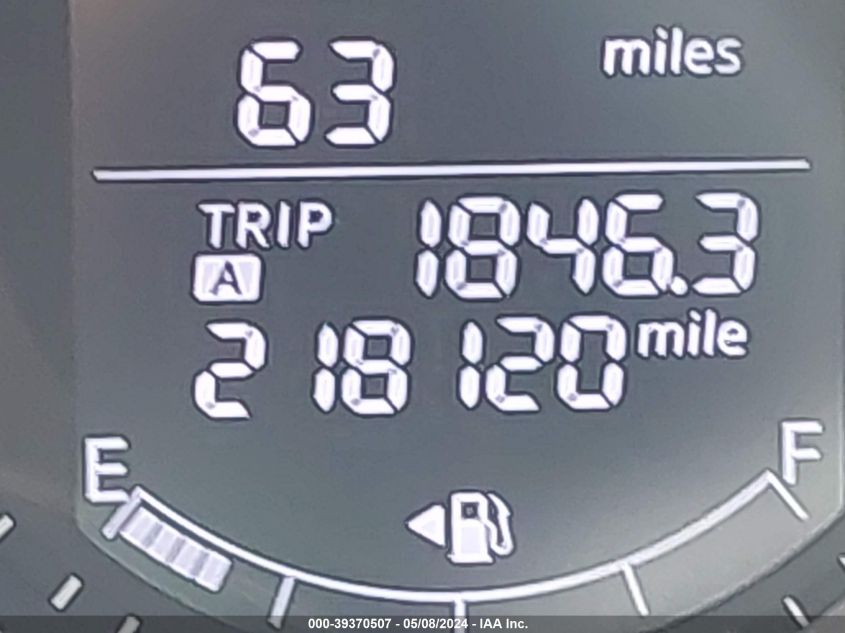 63 miles
TRIP A 1846.3
218120 mile
E F
000-39370507 - 05/08/2024 - IAA Inc.